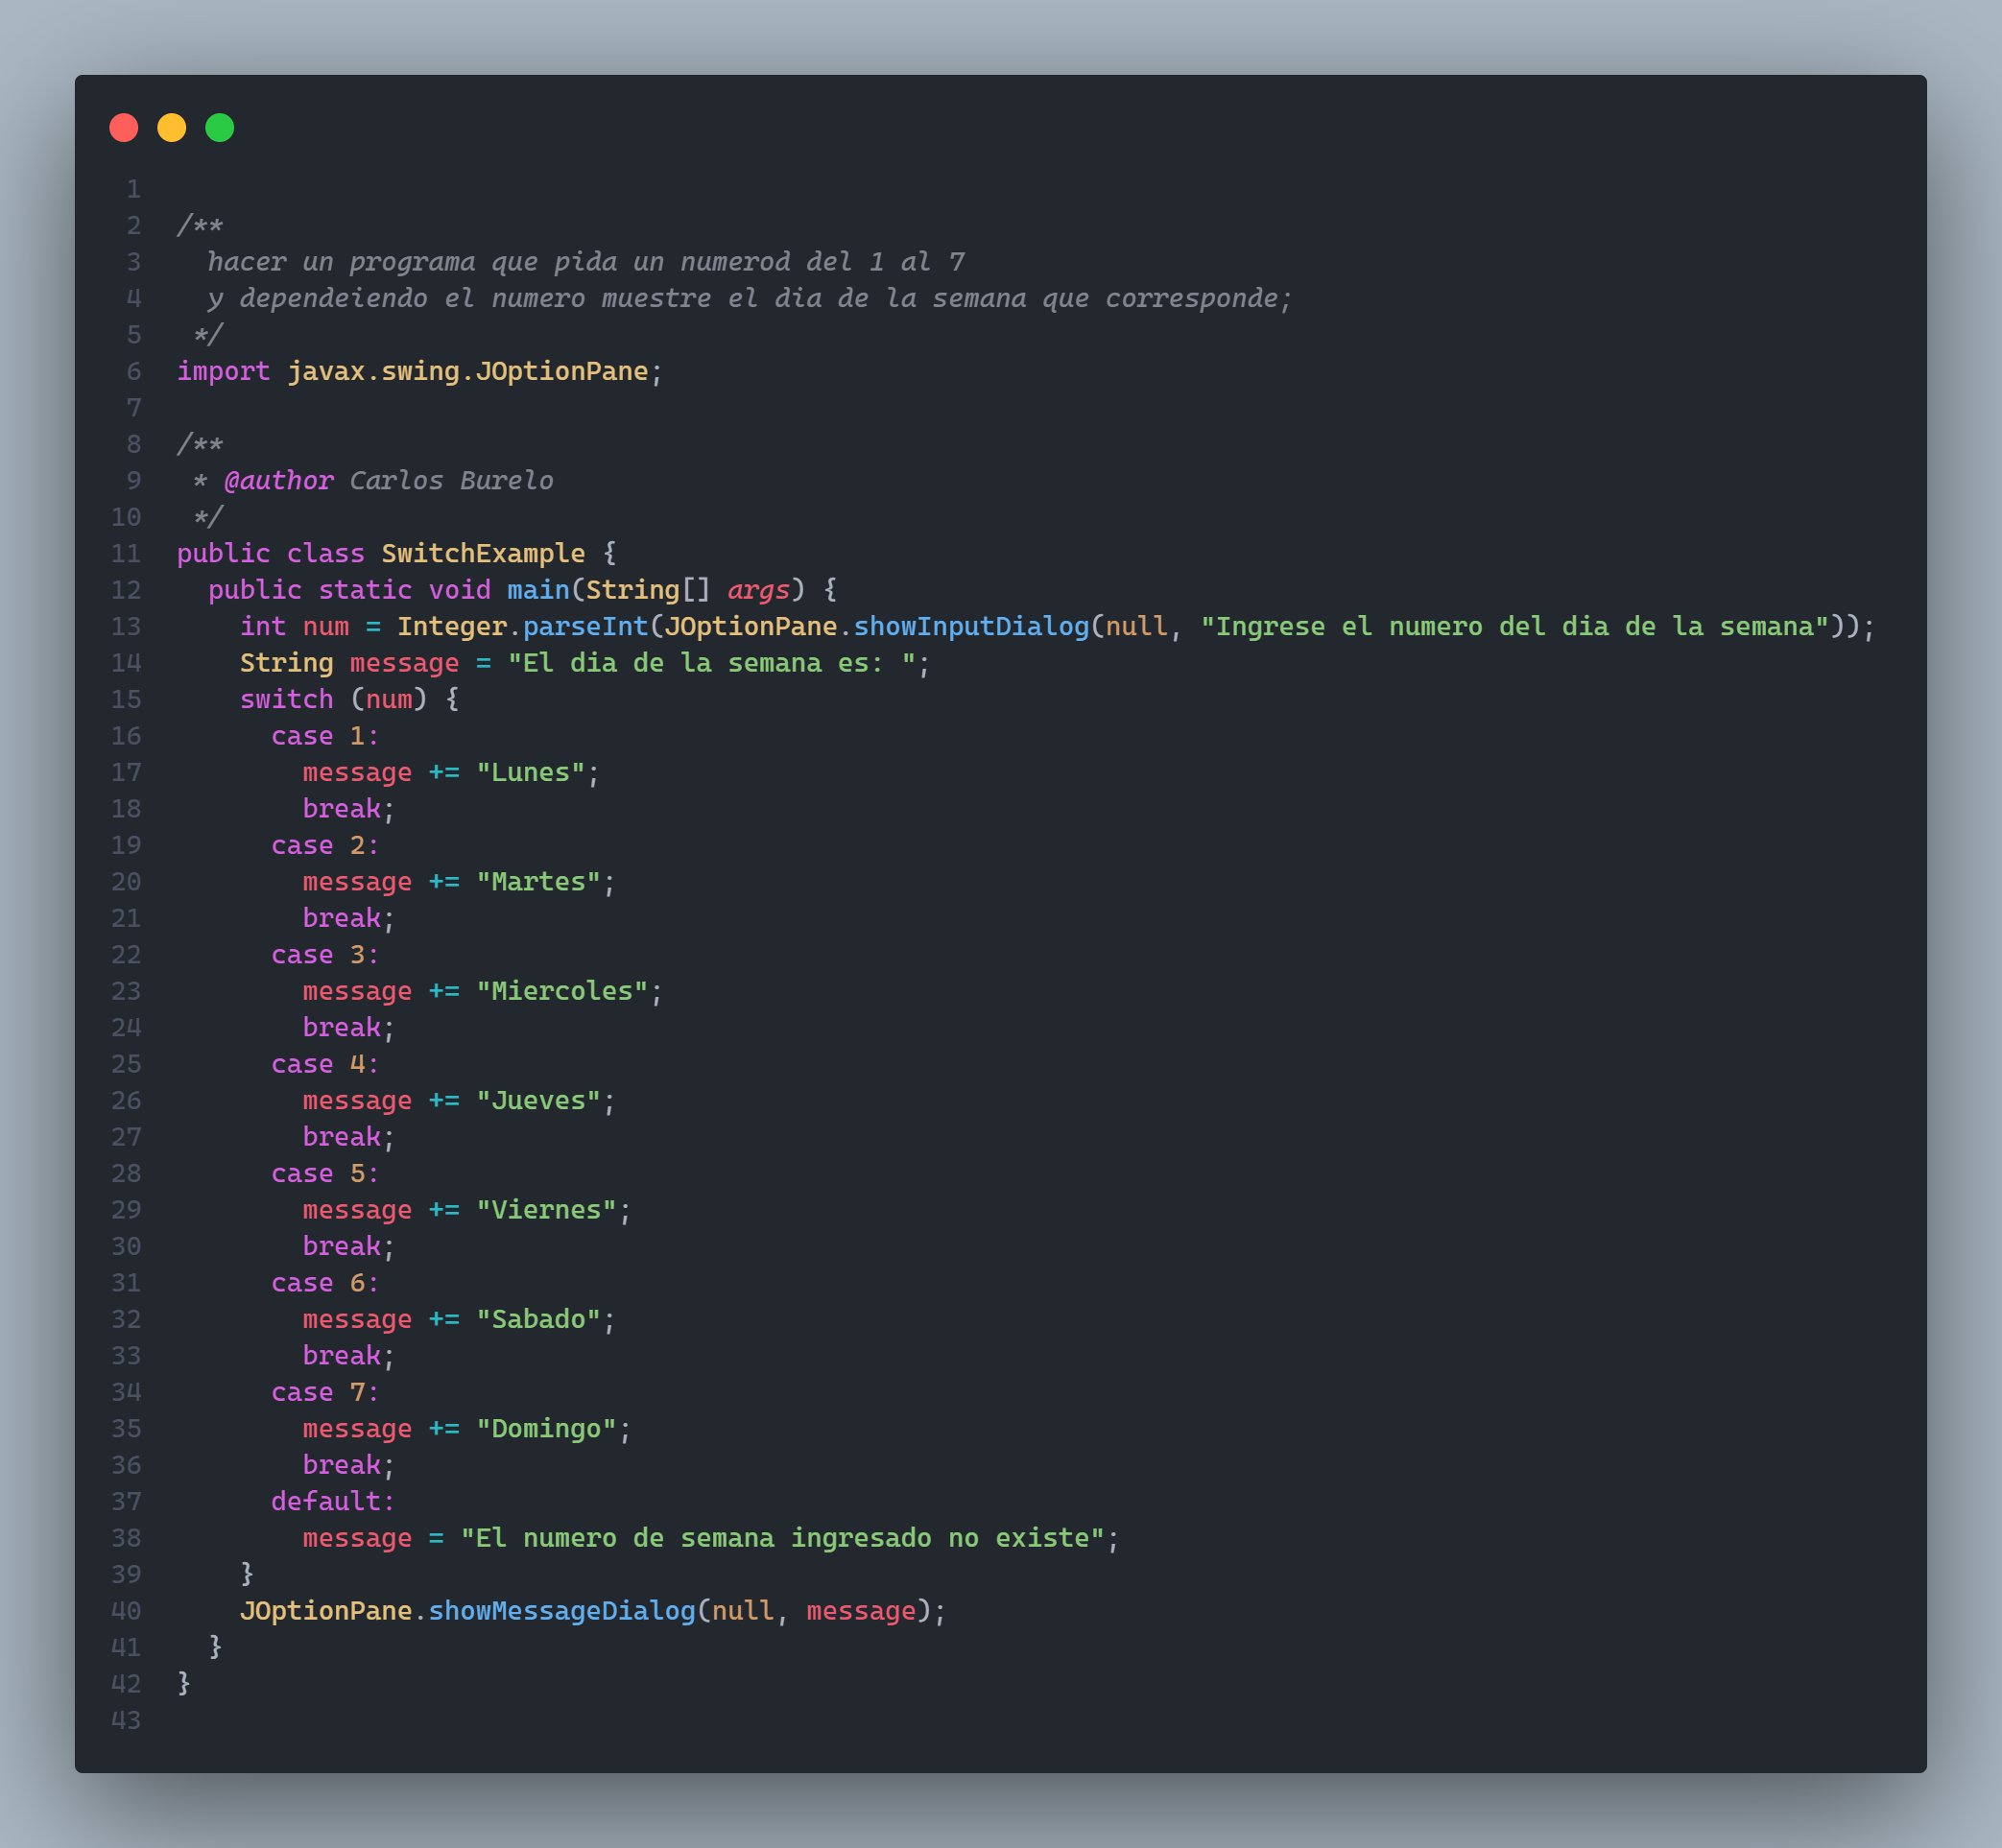 1
2 /**
3   hacer un programa que pida un numerod del 1 al 7
4   y dependeiendo el numero muestre el dia de la semana que corresponde;
5  */
6 import javax.swing.JOptionPane;
7
8 /**
9  * @author Carlos Burelo
10  */
11 public class SwitchExample {
12   public static void main(String[] args) {
13     int num = Integer.parseInt(JOptionPane.showInputDialog(null, "Ingrese el numero del dia de la semana"));
14     String message = "El dia de la semana es: ";
15     switch (num) {
16       case 1:
17         message += "Lunes";
18         break;
19       case 2:
20         message += "Martes";
21         break;
22       case 3:
23         message += "Miercoles";
24         break;
25       case 4:
26         message += "Jueves";
27         break;
28       case 5:
29         message += "Viernes";
30         break;
31       case 6:
32         message += "Sabado";
33         break;
34       case 7:
35         message += "Domingo";
36         break;
37       default:
38         message = "El numero de semana ingresado no existe";
39     }
40     JOptionPane.showMessageDialog(null, message);
41   }
42 }
43